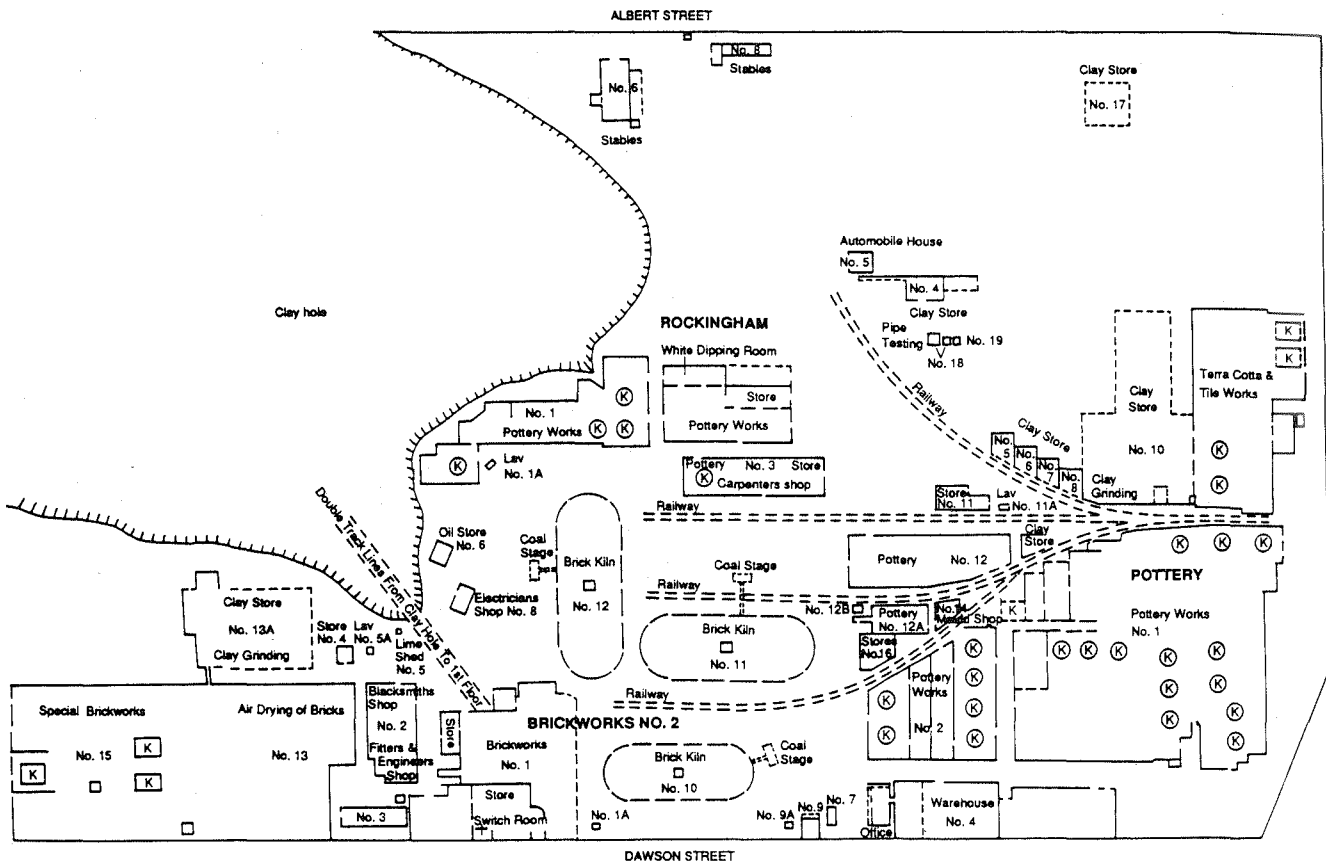 ALBERT STREET
No. 8
Stables
No. 6
Stables
Clay Store
No. 17
Automobile House
No. 5
No. 4
Clay Store
Clay hole
ROCKINGHAM
Pipe
Testing
No. 19
No. 18
White Dipping Room
Store
Pottery Works
Railway
Terra Cotta &
Tile Works
K
K
K
K
Clay
Store
No. 10
Clay
Grinding
No. 1
Pottery Works
K
K
K
K
Lav
No. 1A
Pottery
No. 3
Store
K
Carpenters shop
Clay Store
No.
5
No.
6
No.
7
No.
8
Store
No. 11
Lav
No. 11A
Railway
Double Track Lines From Clay Hole To 1st Floor
Oil Store
No. 6
Coal
Stage
Brick Kiln
No. 12
Electricians
Shop No. 8
Coal Stage
Railway
Brick Kiln
No. 11
Pottery
No. 12
Clay
Store
K
K
K
POTTERY
Pottery Works
No. 1
No. 12B
Pottery
No. 12A
No. 14
Shop
K
Stores
No. 16
Clay Store
No. 13A
Clay Grinding
Store
No. 4
Lav
No. 5A
Lime
Shed
No. 5
K
K
K
K
K
K
K
K
K
K
K
Railway
Pottery
Works
No. 2
K
K
K
K
K
K
Special Brickworks
Air Drying of Bricks
No. 15
No. 13
K
K
K
Blacksmiths
Shop
No. 2
Fitters &
Engineers
Shop
Store
BRICKWORKS NO. 2
Brickworks
No. 1
Brick Kiln
No. 10
Coal
Stage
Store
Switch Room
No. 3
No. 1A
No. 9A
No. 9
No. 7
Office
Warehouse
No. 4
DAWSON STREET